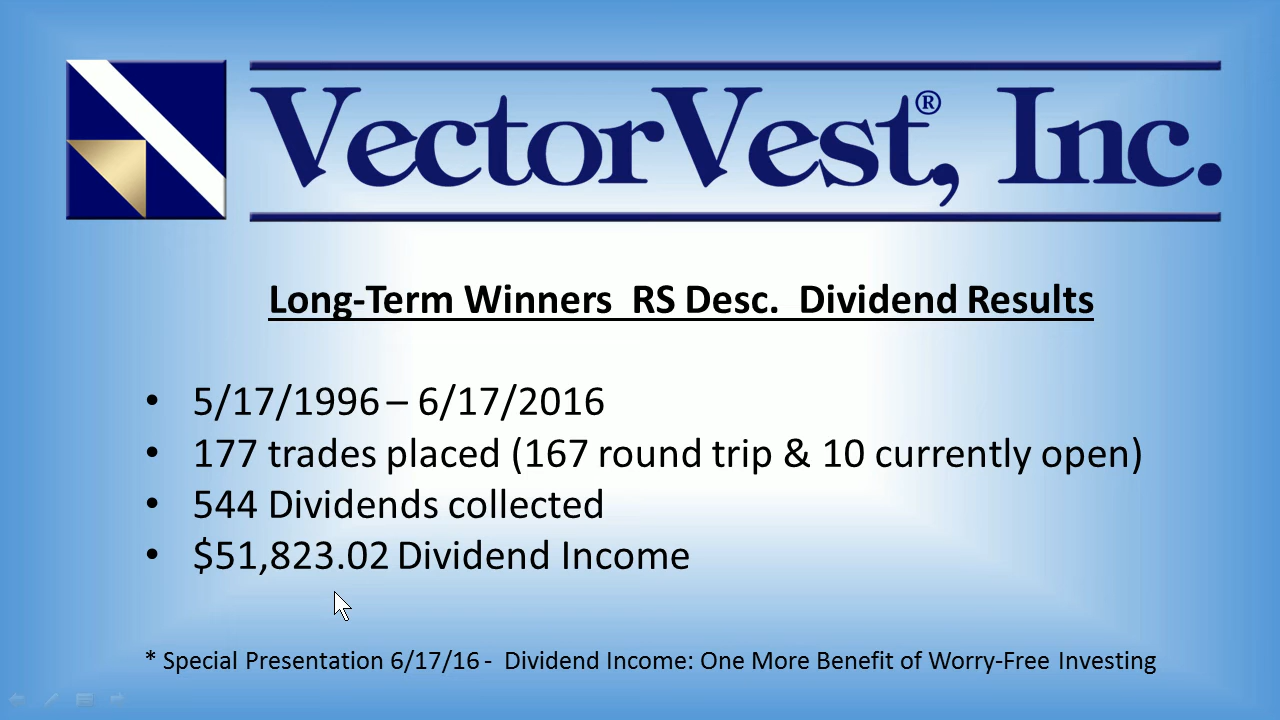 VectorVest®, Inc.
Long-Term Winners RS Desc. Dividend Results
• 5/17/1996 – 6/17/2016
• 177 trades placed (167 round trip & 10 currently open)
• 544 Dividends collected
• $51,823.02 Dividend Income
* Special Presentation 6/17/16 - Dividend Income: One More Benefit of Worry-Free Investing